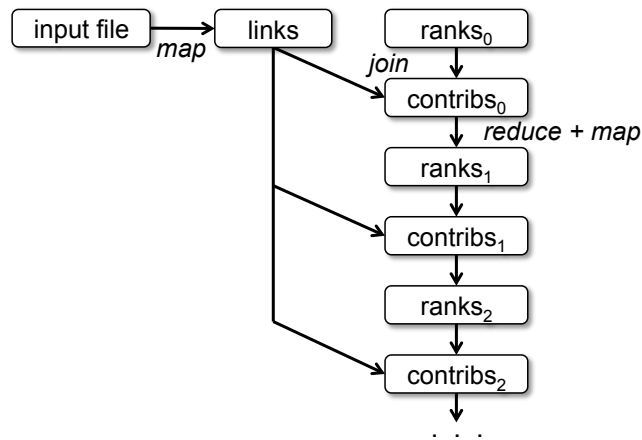 input file
map
links
ranks₀
join
contribs₀
reduce + map
ranks₁
contribs₁
ranks₂
contribs₂
. . .